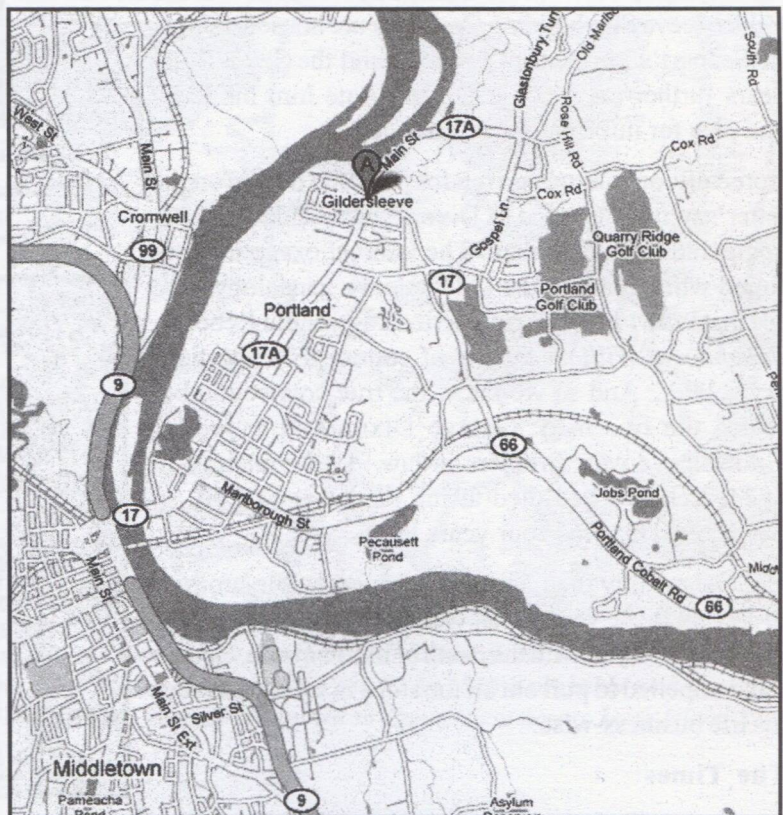 Glastonbury Turn
Old Marlbo
South Rd
West St
Main St
17A
Main St
Rose Hill Rd
Cox Rd
A
Gildersleeve
Cox Rd
Cromwell
Gospel Ln
Quarry Ridge
Golf Club
99
17
Portland
Golf Club
Portland
17A
9
66
Marlborough St
Jobs Pond
17
Pecausett
Pond
Portland Cobalt Rd
Main St
66
Main St Ext
Silver St
Middletown
9
Pameacha
Asylum